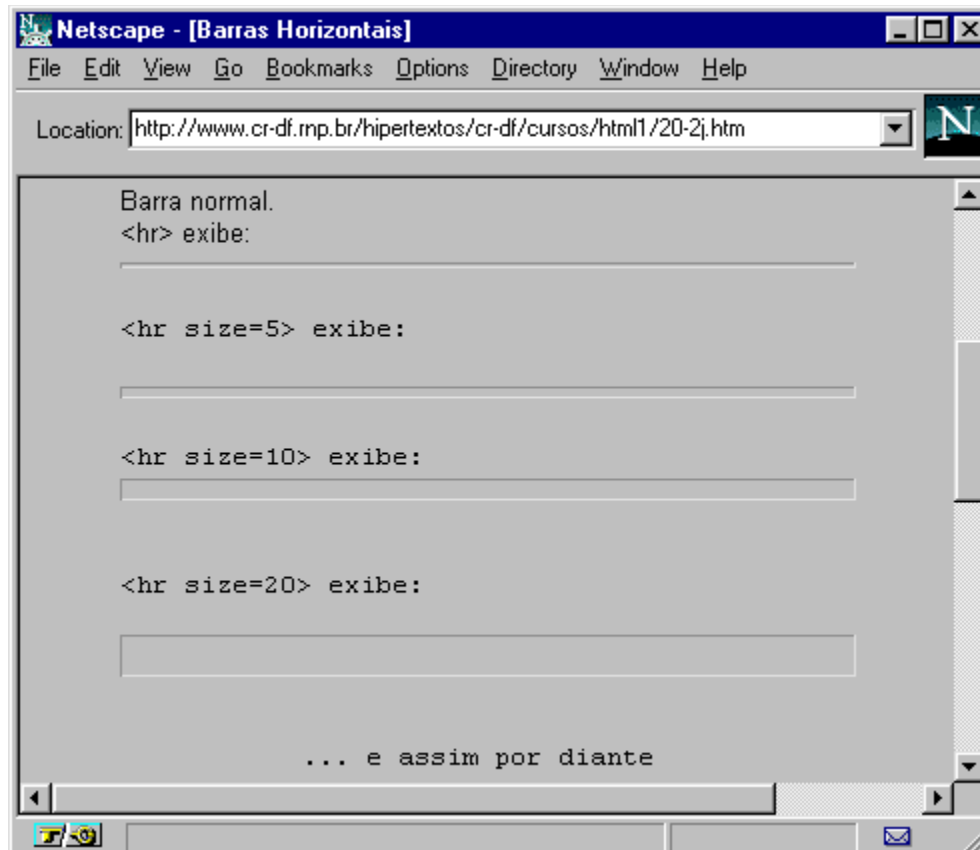 Netscape - [Barras Horizontais]
File Edit View Go Bookmarks Options Directory Window Help
Location: http://www.cr-df.rnp.br/hipertextos/cr-df/cursos/html1/20-2j.htm
N
Barra normal.
<hr> exibe:
<hr size=5> exibe:
<hr size=10> exibe:
<hr size=20> exibe:
... e assim por diante